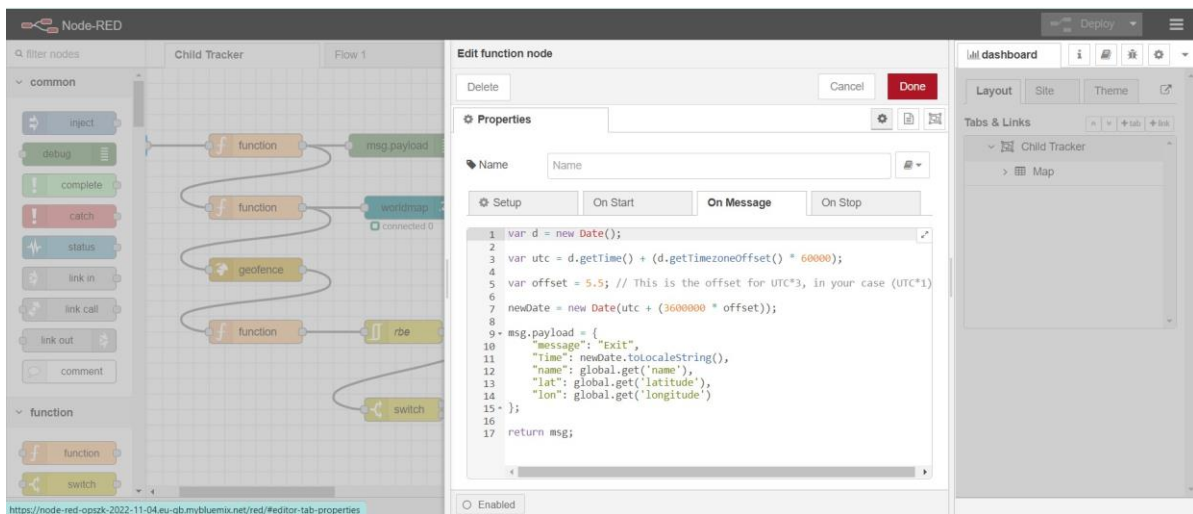 Node-RED
Deploy
filter nodes
Child Tracker
Flow 1
Edit function node
dashboard
common
Delete
Cancel
Done
Layout
Site
Theme
inject
Properties
Tabs & Links
tab
link
debug
function
msg.payload
Child Tracker
Name
Name
Map
complete
function
worldmap
catch
connected 0
Setup
On Start
On Message
On Stop
status
geofence
link in
link call
link out
function
rbe
comment
switch
function
function
switch
1 var d = new Date();
2
3 var utc = d.getTime() + (d.getTimezoneOffset() * 60000);
4
5 var offset = 5.5; // This is the offset for UTC*3, in your case (UTC*1)
6
7 newDate = new Date(utc + (3600000 * offset));
8
9 msg.payload = {
10 "message": "Exit",
11 "Time": newDate.toLocaleString(),
12 "name": global.get('name'),
13 "lat": global.get('latitude'),
14 "lon": global.get('longitude')
15 };
16
17 return msg;
Enabled
https://node-red-opszk-2022-11-04.eu-gb.mybluemix.net/red/#editor-tab-properties